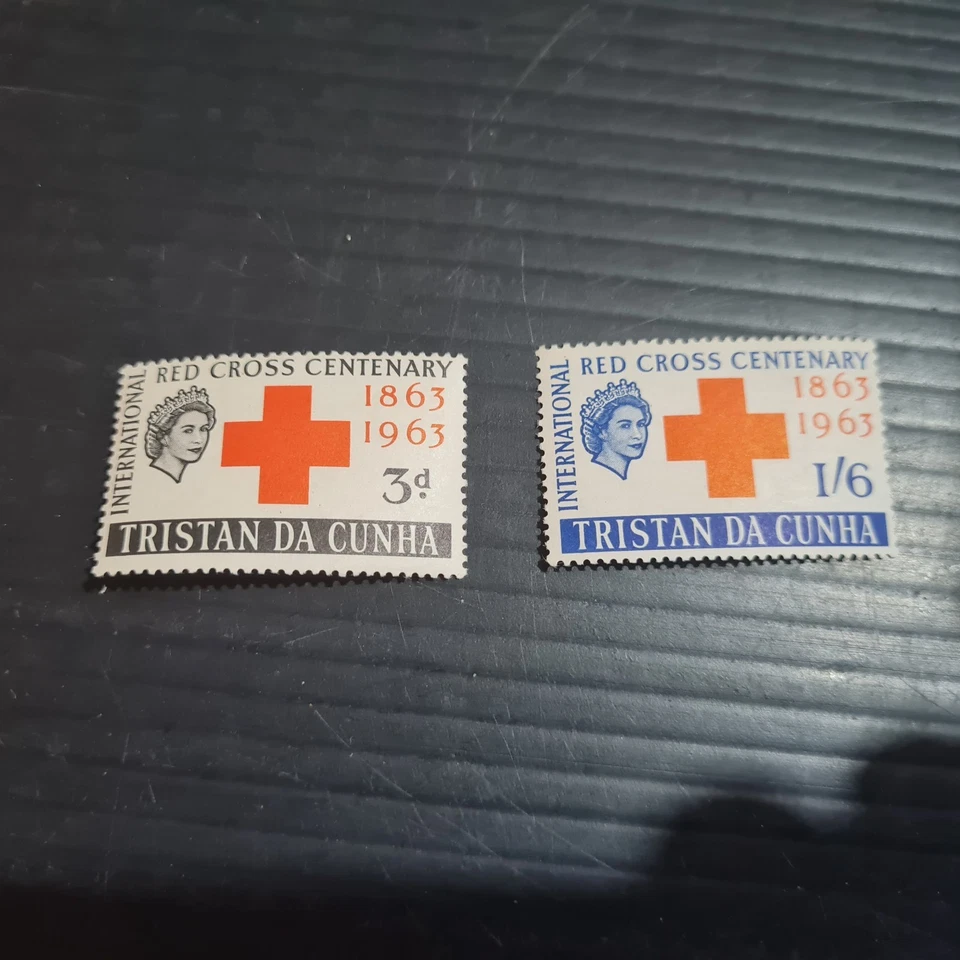 INTERNATIONAL
RED CROSS CENTENARY
1863
1963
3d.
TRISTAN DA CUNHA
INTERNATIONAL
RED CROSS CENTENARY
1863
1963
1/6
TRISTAN DA CUNHA